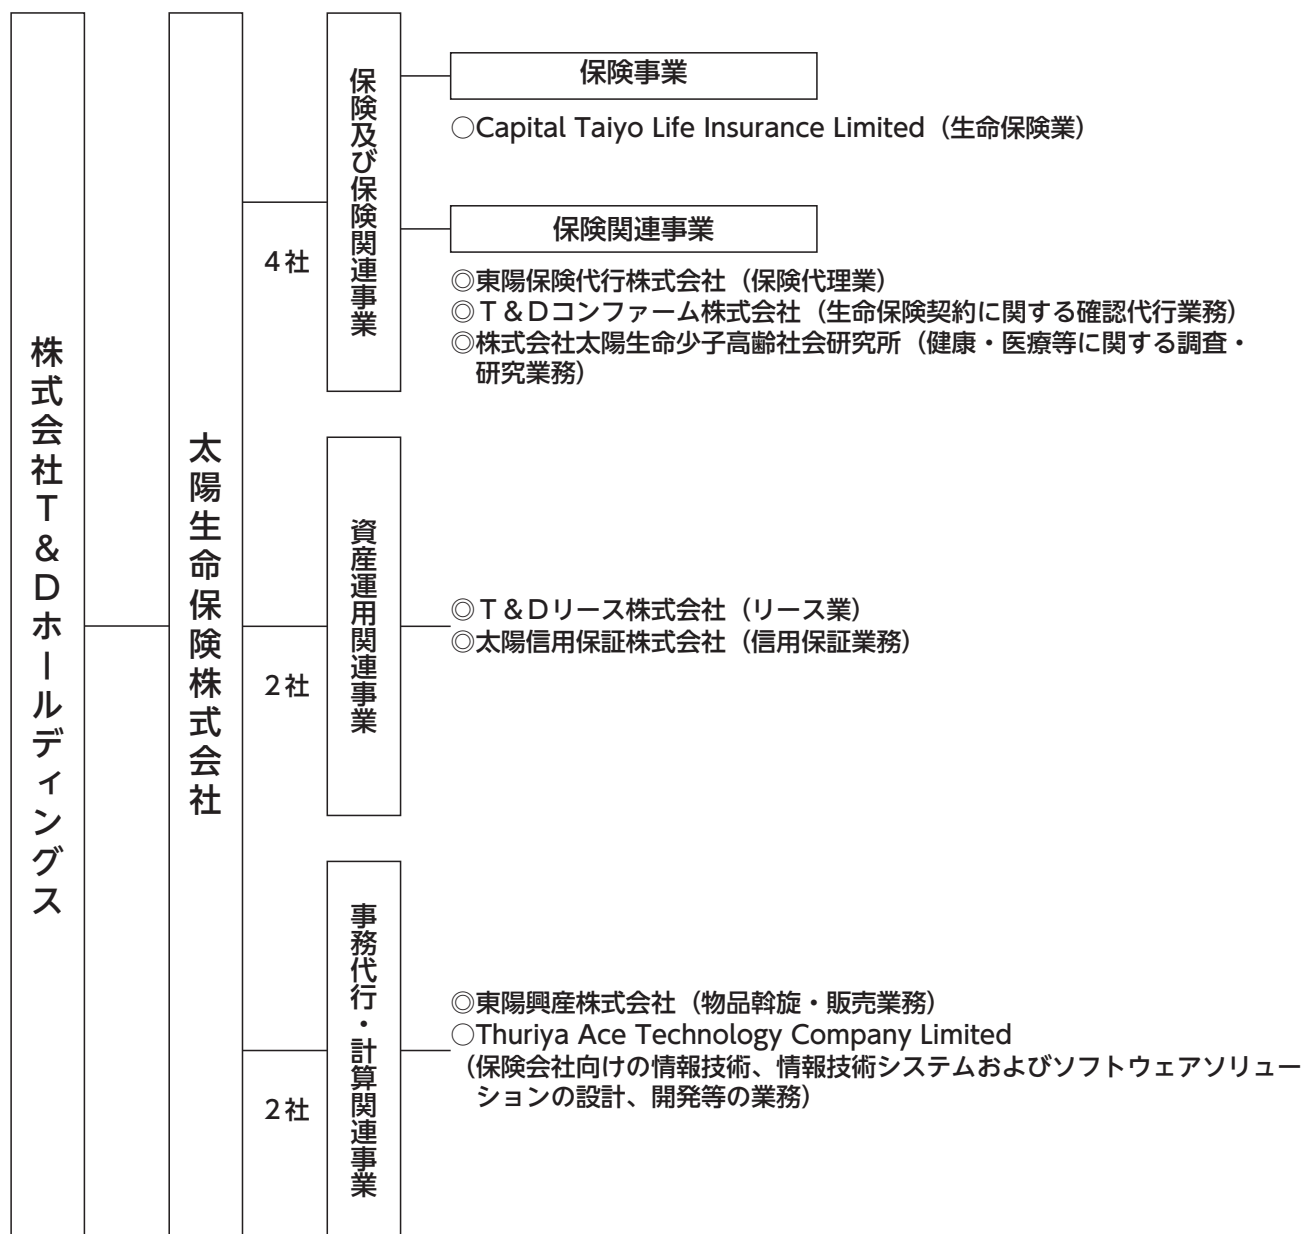 株式会社Ｔ＆Ｄホールディングス
太陽生命保険株式会社
4社
保険及び保険関連事業
保険事業
○Capital Taiyo Life Insurance Limited（生命保険業）
保険関連事業
◎東陽保険代行株式会社（保険代理業）
◎Ｔ＆Ｄコンファーム株式会社（生命保険契約に関する確認代行業務）
◎株式会社太陽生命少子高齢社会研究所（健康・医療等に関する調査・
研究業務）
2社
資産運用関連事業
◎Ｔ＆Ｄリース株式会社（リース業）
◎太陽信用保証株式会社（信用保証業務）
2社
事務代行・計算関連事業
◎東陽興産株式会社（物品斡旋・販売業務）
○Thuriya Ace Technology Company Limited
（保険会社向けの情報技術、情報技術システムおよびソフトウェアソリュー
ションの設計、開発等の業務）